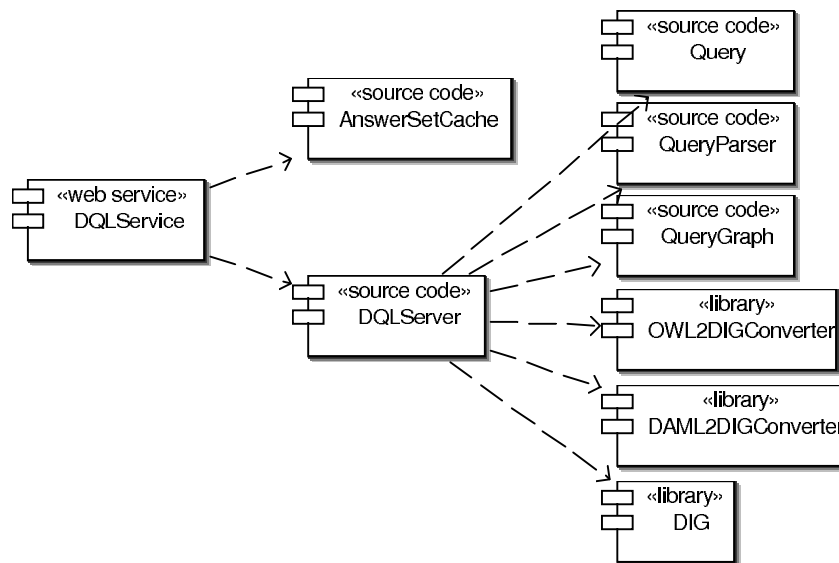 «source code»
Query
«source code»
AnswerSetCache
«source code»
QueryParser
«web service»
DQLService
«source code»
QueryGraph
«source code»
DQLServer
«library»
OWL2DIGConverter
«library»
DAML2DIGConverter
«library»
DIG